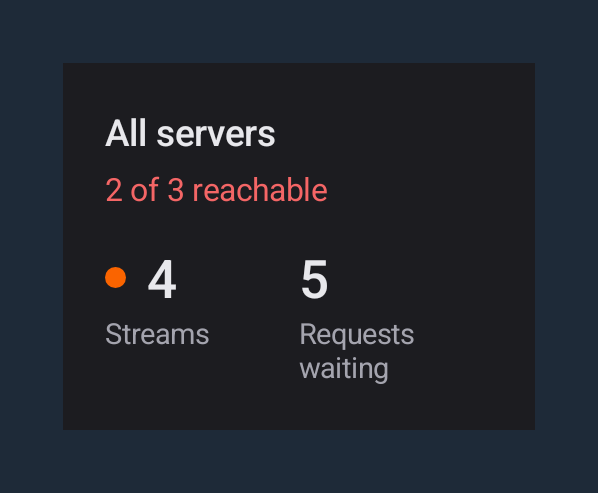 All servers
2 of 3 reachable
4
Streams
5
Requests
waiting